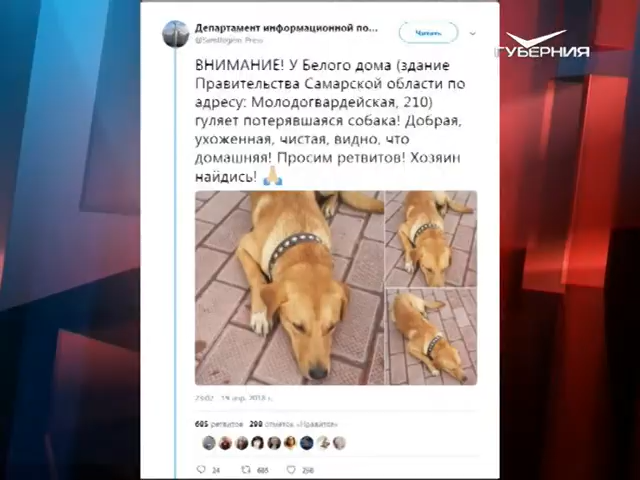 Департамент информационной по...
Читать
ГУБЕРНИЯ
ВНИМАНИЕ! У Белого дома (здание
Правительства Самарской области по
адресу: Молодогвардейская, 210)
гуляет потерявшаяся собака! Добрая,
ухоженная, чистая, видно, что
домашняя! Просим ретвитов! Хозяин
найдись! 🙏
685 ретвитов 298 отметок «Нравится»
24 685 298